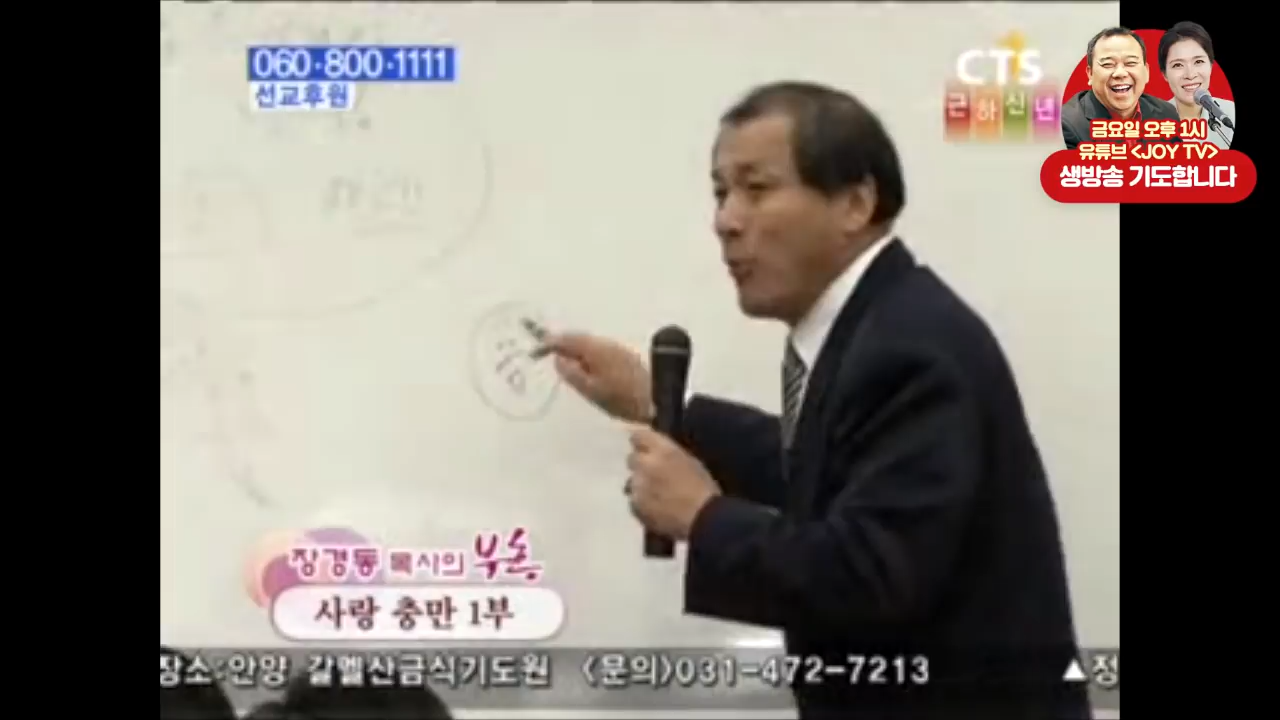 060·800·1111
선교후원
CTS
근하신년
금요일 오후 1시
유튜브 <JOY TV>
생방송 기도합니다
음
장경동 목사의 부흥
사랑 충만 1부
장소:안양 갈멜산금식기도원 <문의>031-472-7213 ▲정